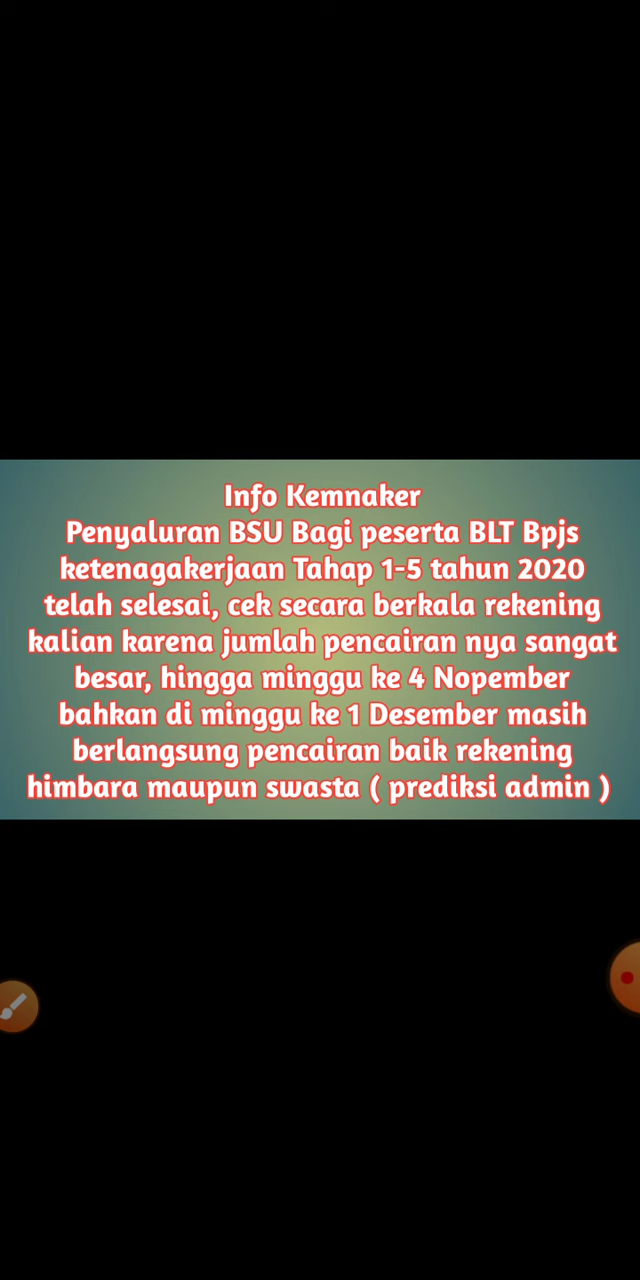 Info Kemnaker
Penyaluran BSU Bagi peserta BLT Bpjs
ketenagakerjaan Tahap 1-5 tahun 2020
telah selesai, cek secara berkala rekening
kalian karena jumlah pencairan nya sangat
besar, hingga minggu ke 4 Nopember
bahkan di minggu ke 1 Desember masih
berlangsung pencairan baik rekening
himbara maupun swasta ( prediksi admin )